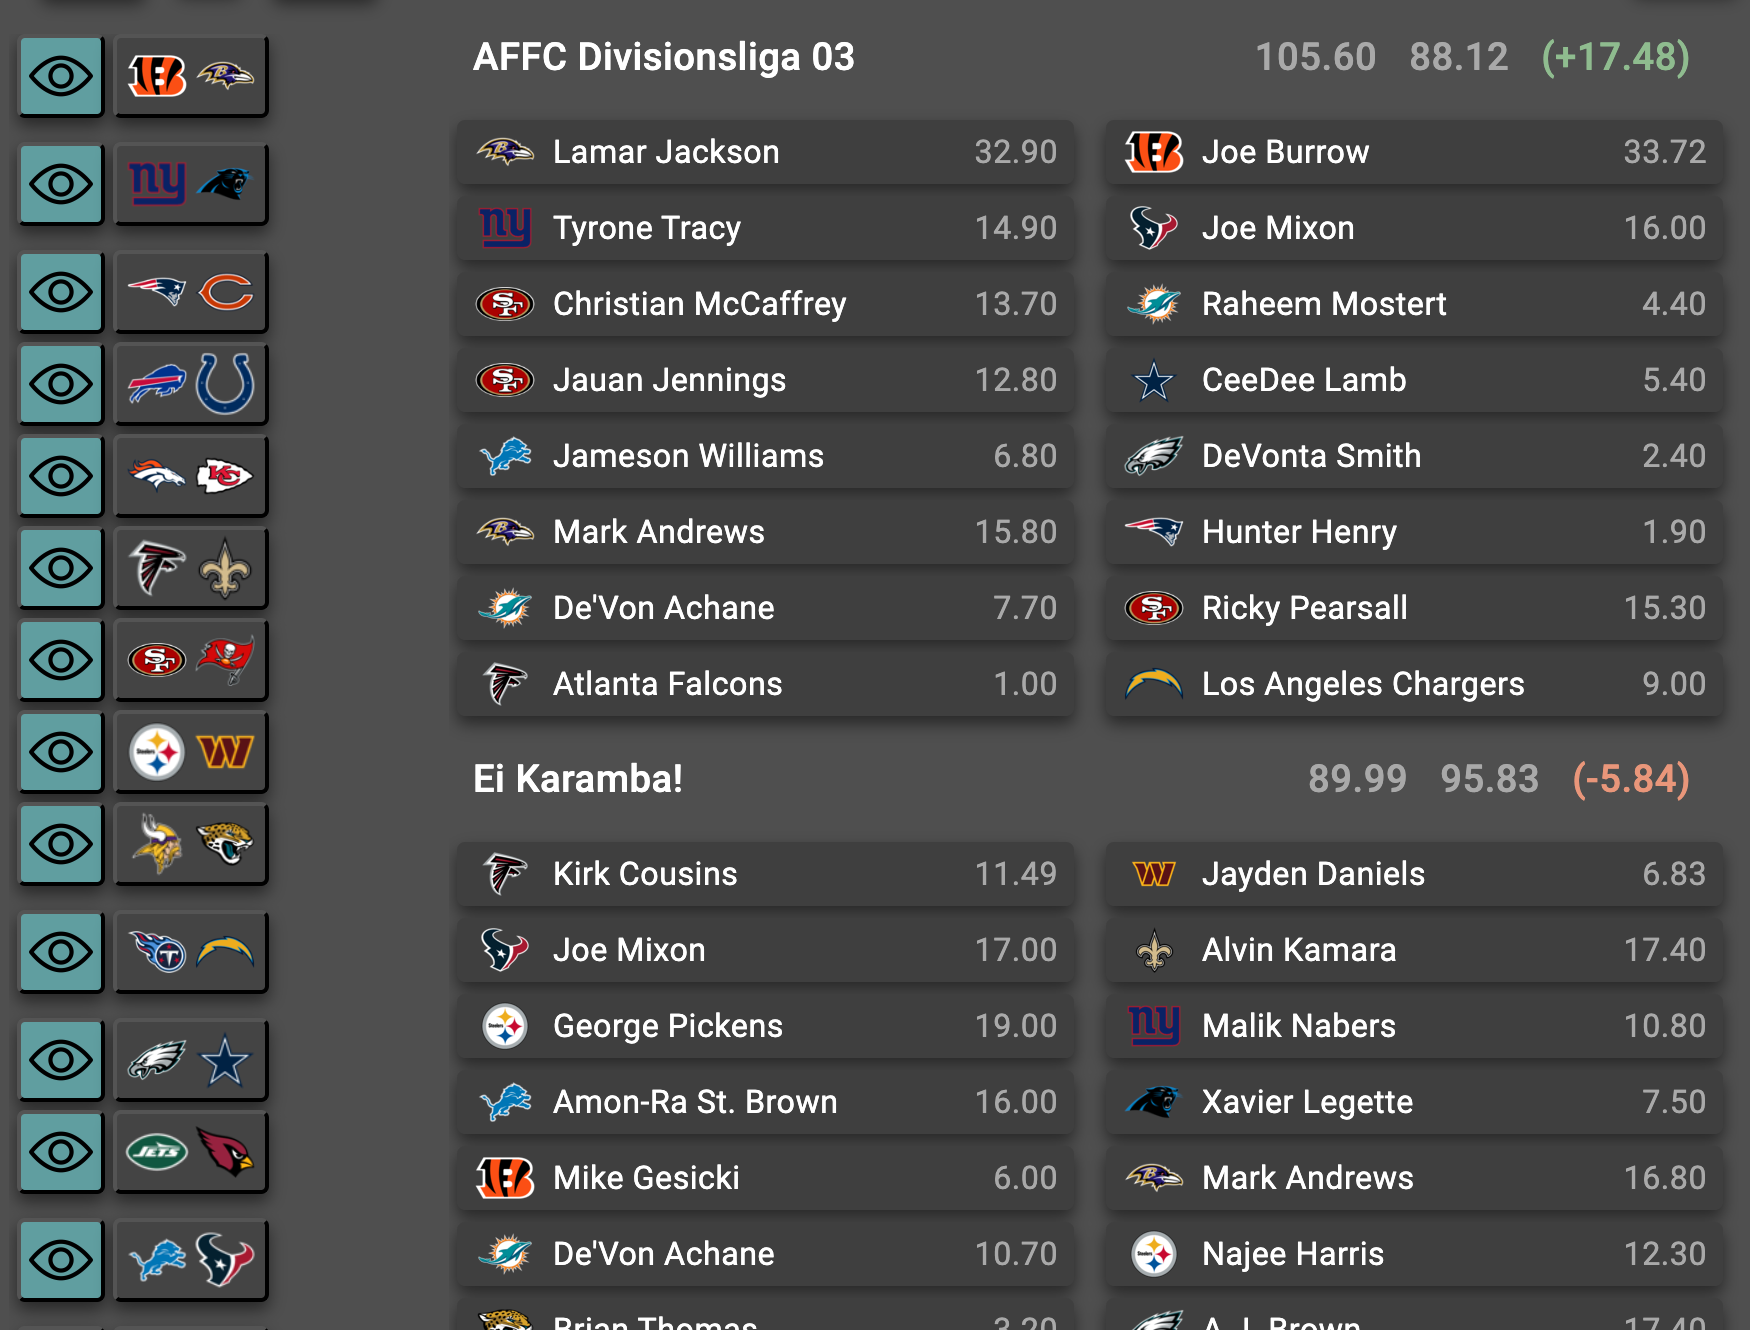 AFFC Divisionsliga 03 105.60 88.12 (+17.48)
Lamar Jackson 32.90 Joe Burrow 33.72
Tyrone Tracy 14.90 Joe Mixon 16.00
Christian McCaffrey 13.70 Raheem Mostert 4.40
Jauan Jennings 12.80 CeeDee Lamb 5.40
Jameson Williams 6.80 DeVonta Smith 2.40
Mark Andrews 15.80 Hunter Henry 1.90
De'Von Achane 7.70 Ricky Pearsall 15.30
Atlanta Falcons 1.00 Los Angeles Chargers 9.00
Ei Karamba! 89.99 95.83 (-5.84)
Kirk Cousins 11.49 Jayden Daniels 6.83
Joe Mixon 17.00 Alvin Kamara 17.40
George Pickens 19.00 Malik Nabers 10.80
Amon-Ra St. Brown 16.00 Xavier Legette 7.50
Mike Gesicki 6.00 Mark Andrews 16.80
De'Von Achane 10.70 Najee Harris 12.30
Brian Thomas 3.20 A.J. Brown 17.40